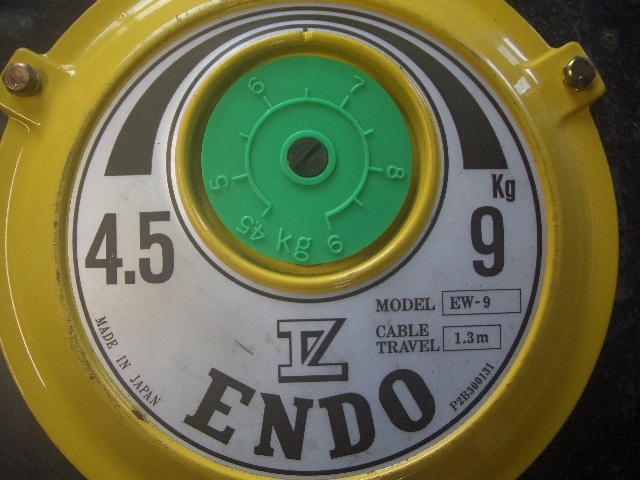 6
7
5
8
4.5 kg 9
Kg
4.5
9
MODEL EW-9
CABLE TRAVEL 1.3m
MADE IN JAPAN
ENDO
P2B300131